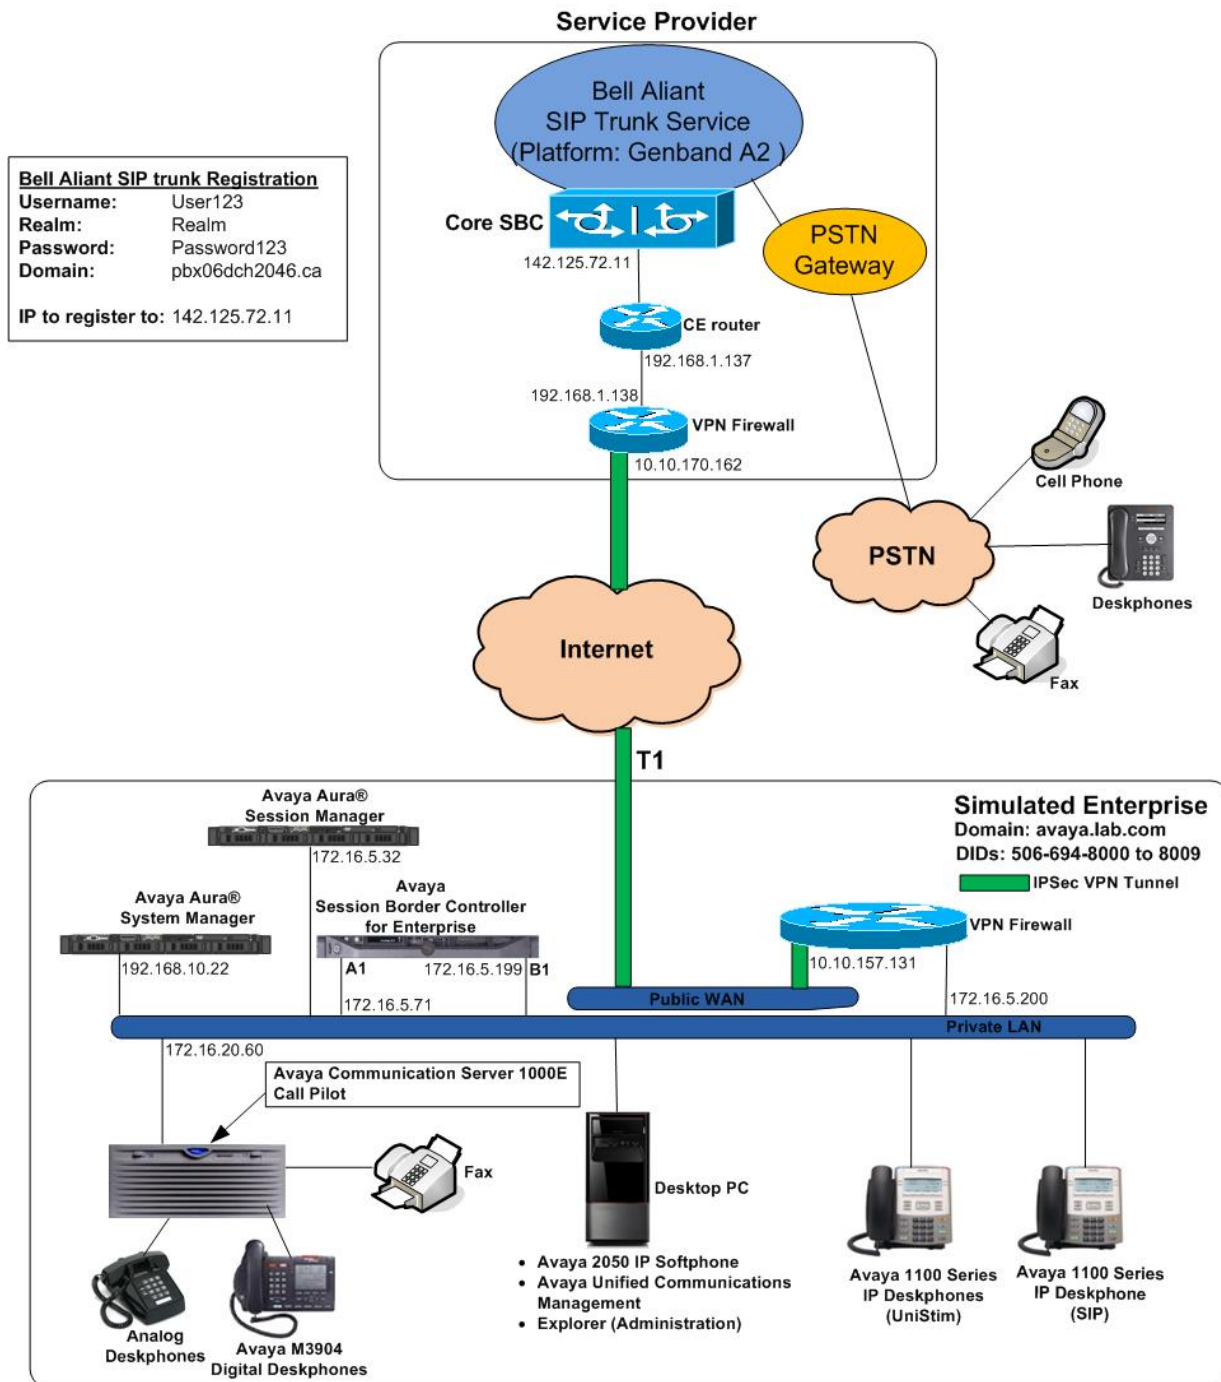 Service Provider
Bell Aliant
SIP Trunk Service
(Platform: Genband A2 )
Bell Aliant SIP trunk Registration
Username: User123
Realm: Realm
Password: Password123
Domain: pbx06dch2046.ca
IP to register to: 142.125.72.11
Core SBC
142.125.72.11
PSTN
Gateway
CE router
192.168.1.137
192.168.1.138
VPN Firewall
10.10.170.162
Cell Phone
PSTN
Deskphones
Fax
Internet
T1
Simulated Enterprise
Domain: avaya.lab.com
DIDs: 506-694-8000 to 8009
IPSec VPN Tunnel
Avaya Aura®
Session Manager
172.16.5.32
Avaya Aura®
System Manager
192.168.10.22
Avaya
Session Border Controller
for Enterprise
A1
172.16.5.199
B1
172.16.5.71
VPN Firewall
10.10.157.131
172.16.5.200
Public WAN
Private LAN
172.16.20.60
Avaya Communication Server 1000E
Call Pilot
Fax
Desktop PC
• Avaya 2050 IP Softphone
• Avaya Unified Communications
Management
• Explorer (Administration)
Analog
Deskphones
Avaya M3904
Digital Deskphones
Avaya 1100 Series
IP Deskphones
(UniStim)
Avaya 1100 Series
IP Deskphone
(SIP)